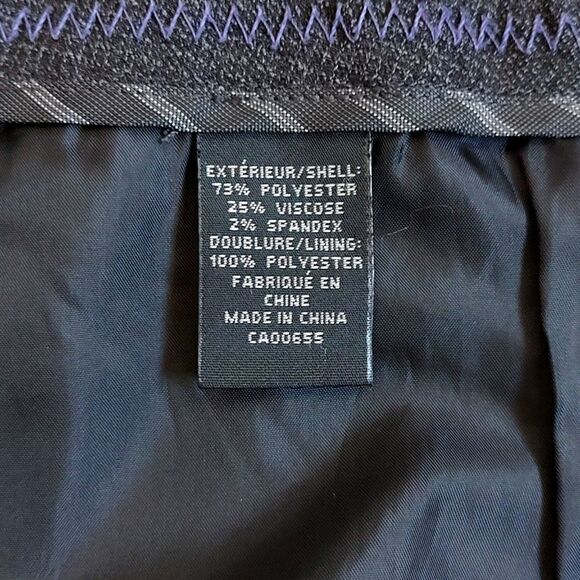 EXTÉRIEUR/SHELL:
73% POLYESTER
25% VISCOSE
2% SPANDEX
DOUBLURE/LINING:
100% POLYESTER
FABRIQUÉ EN
CHINE
MADE IN CHINA
CA00655